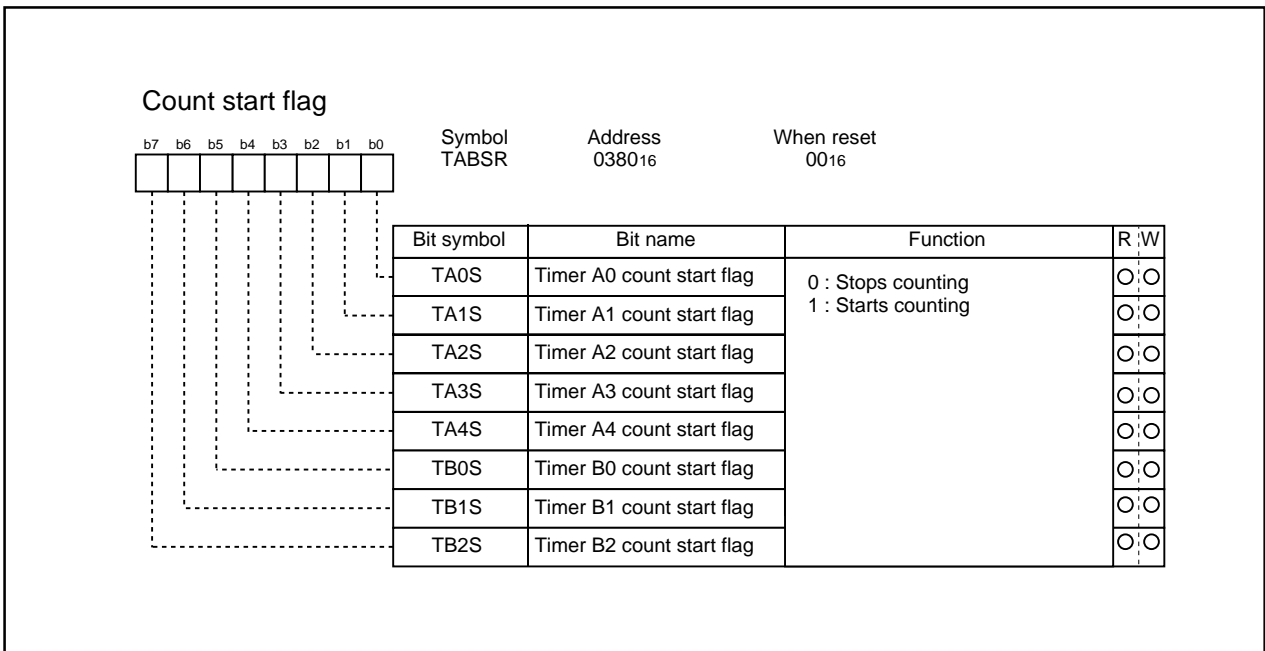 Count start flag
b7 b6 b5 b4 b3 b2 b1 b0
Symbol Address When reset
TABSR 038016 0016
Bit symbol Bit name Function R W
TA0S Timer A0 count start flag 0 : Stops counting
1 : Starts counting
TA1S Timer A1 count start flag
TA2S Timer A2 count start flag
TA3S Timer A3 count start flag
TA4S Timer A4 count start flag
TB0S Timer B0 count start flag
TB1S Timer B1 count start flag
TB2S Timer B2 count start flag